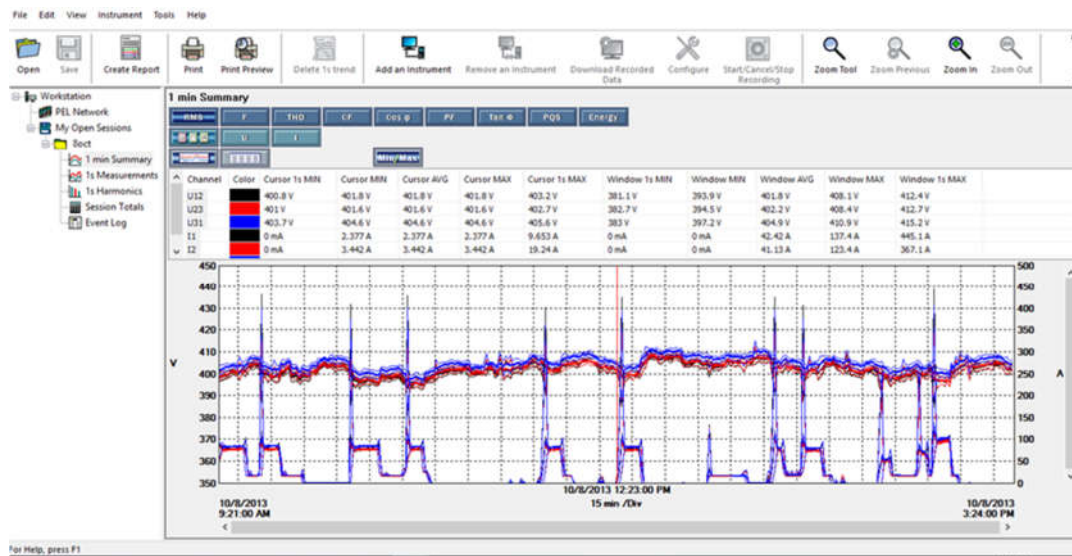 File Edit View Instrument Tools Help
Open Save Create Report Print Print Preview Delete 1s trend Add an Instrument Remove an Instrument Download Recorded Data Configure Start/Cancel/Stop Recording Zoom Tool Zoom Previous Zoom In Zoom Out
Workstation
PEL Network
My Open Sessions
8oct
1 min Summary
1s Measurements
1s Harmonics
Session Totals
Event Log
1 min Summary
RMS F THD CF Cos φ PF Tan Φ PQS Energy
U I
Min/Max
Channel Color Cursor 1s MIN Cursor MIN Cursor AVG Cursor MAX Cursor 1s MAX Window 1s MIN Window MIN Window AVG Window MAX Window 1s MAX
U12 400.8 V 401.8 V 401.8 V 401.8 V 403.2 V 381.1 V 393.9 V 401.8 V 408.1 V 412.4 V
U23 401 V 401.6 V 401.6 V 401.6 V 402.7 V 382.7 V 394.5 V 402.2 V 408.4 V 412.7 V
U31 403.7 V 404.6 V 404.6 V 404.6 V 405.6 V 383 V 397.2 V 404.9 V 410.9 V 415.2 V
I1 0 mA 2.377 A 2.377 A 2.377 A 9.653 A 0 mA 0 mA 42.42 A 137.4 A 445.1 A
I2 0 mA 3.442 A 3.442 A 3.442 A 19.24 A 0 mA 0 mA 41.13 A 123.4 A 367.1 A
450 500
440 450
430 400
420 350
410 300
V A
400 250
390 200
380 150
370 100
360 50
350 0
10/8/2013 12:23:00 PM
10/8/2013 15 min /Div 10/8/2013
9:21:00 AM 3:24:00 PM
For Help, press F1